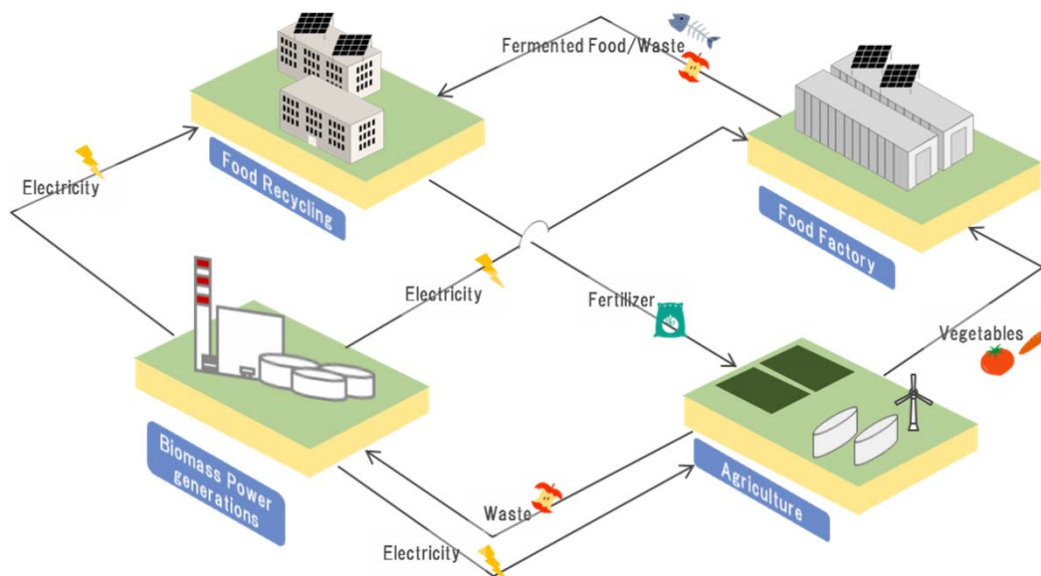 Fermented Food/Waste
Electricity
Food Recycling
Food Factory
Electricity
Fertilizer
Vegetables
Biomass Power
generations
Agriculture
Waste
Electricity